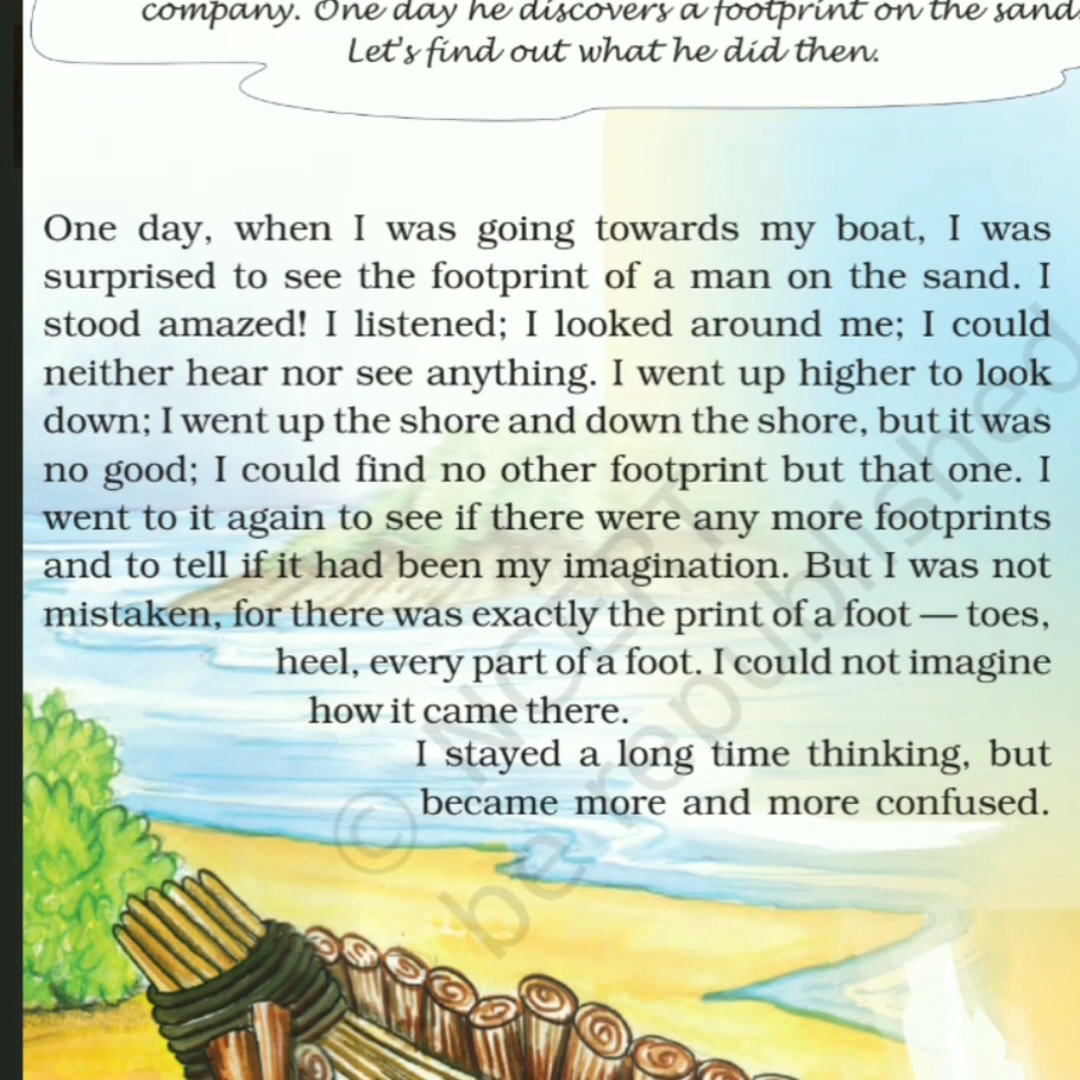 company. One day he discovers a footprint on the sand.
Let's find out what he did then.
One day, when I was going towards my boat, I was
surprised to see the footprint of a man on the sand. I
stood amazed! I listened; I looked around me; I could
neither hear nor see anything. I went up higher to look
down; I went up the shore and down the shore, but it was
no good; I could find no other footprint but that one. I
went to it again to see if there were any more footprints
and to tell if it had been my imagination. But I was not
mistaken, for there was exactly the print of a foot — toes,
heel, every part of a foot. I could not imagine
how it came there.
I stayed a long time thinking, but
became more and more confused.
© NCERT
be republished